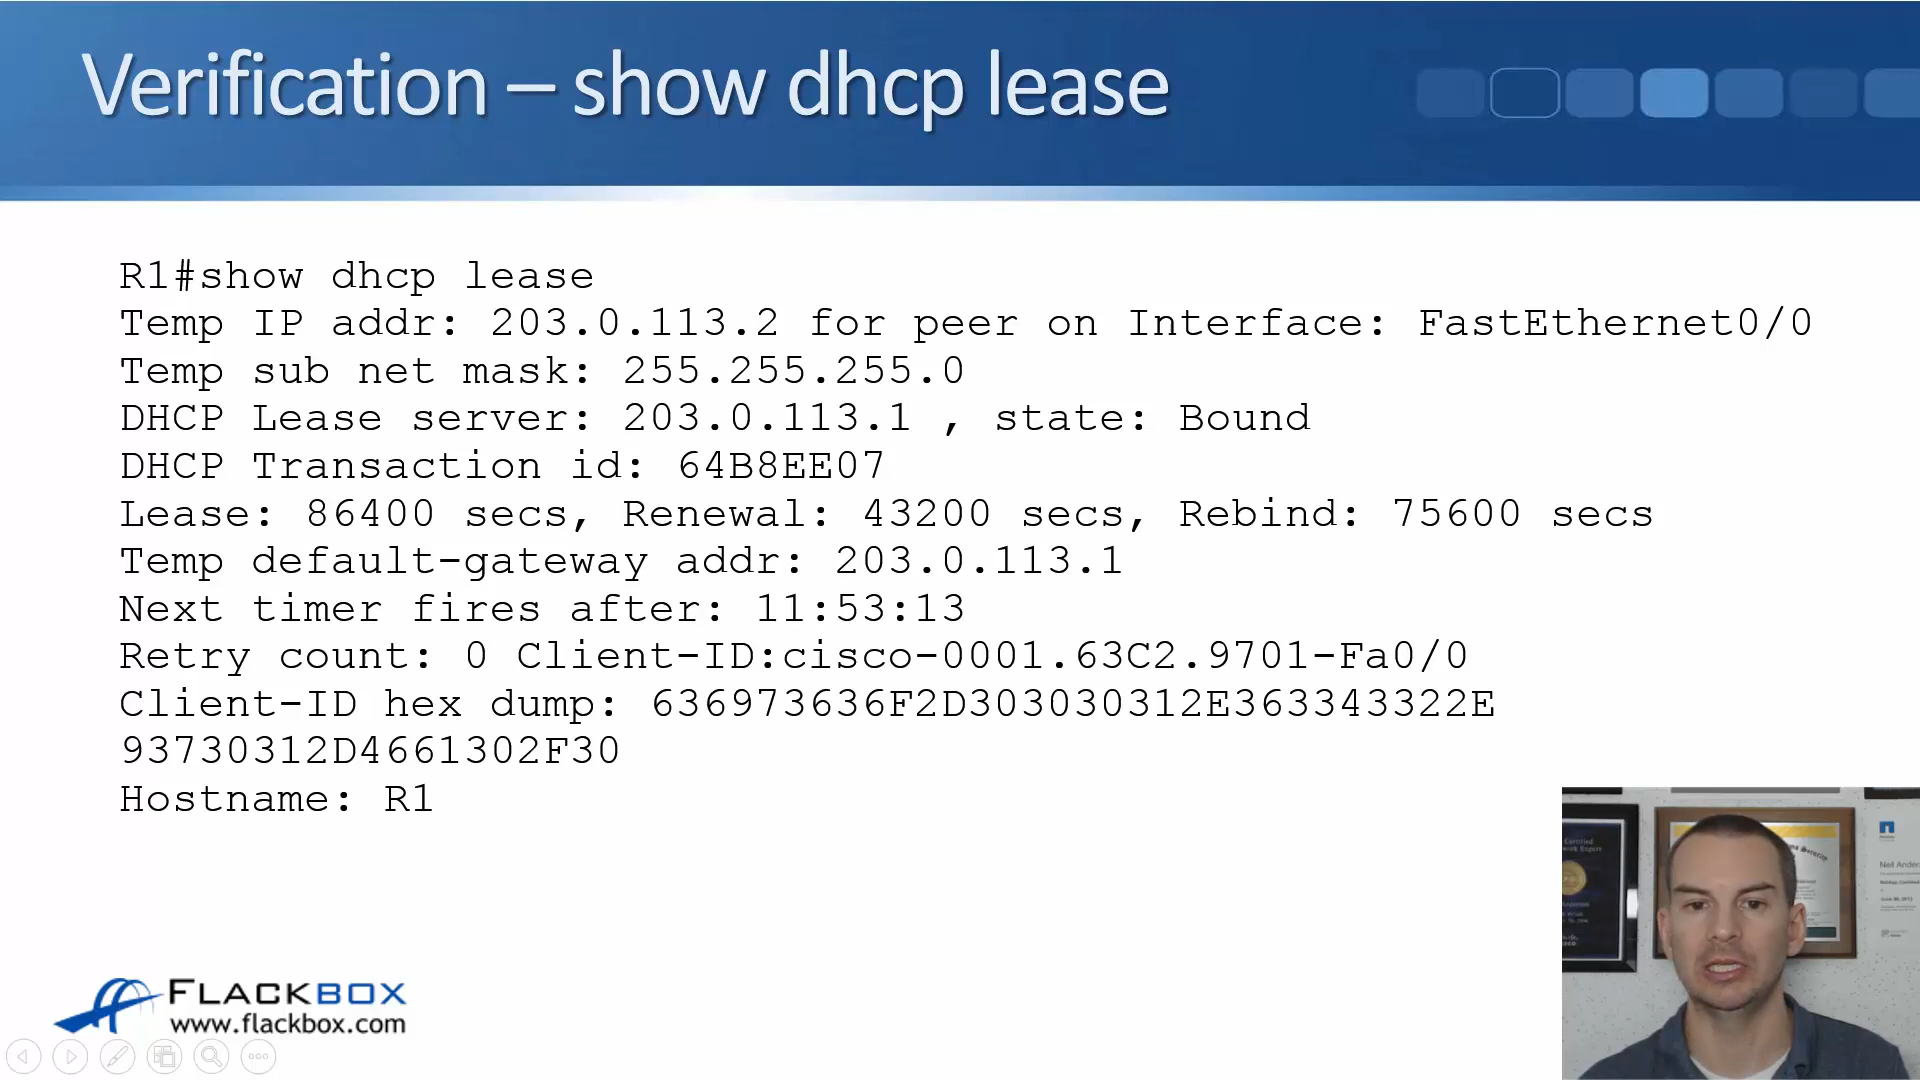 Verification – show dhcp lease
R1#show dhcp lease
Temp IP addr: 203.0.113.2 for peer on Interface: FastEthernet0/0
Temp sub net mask: 255.255.255.0
DHCP Lease server: 203.0.113.1 , state: Bound
DHCP Transaction id: 64B8EE07
Lease: 86400 secs, Renewal: 43200 secs, Rebind: 75600 secs
Temp default-gateway addr: 203.0.113.1
Next timer fires after: 11:53:13
Retry count: 0 Client-ID:cisco-0001.63C2.9701-Fa0/0
Client-ID hex dump: 636973636F2D303030312E363343322E
93730312D4661302F30
Hostname: R1
FLACKBOX
www.flackbox.com